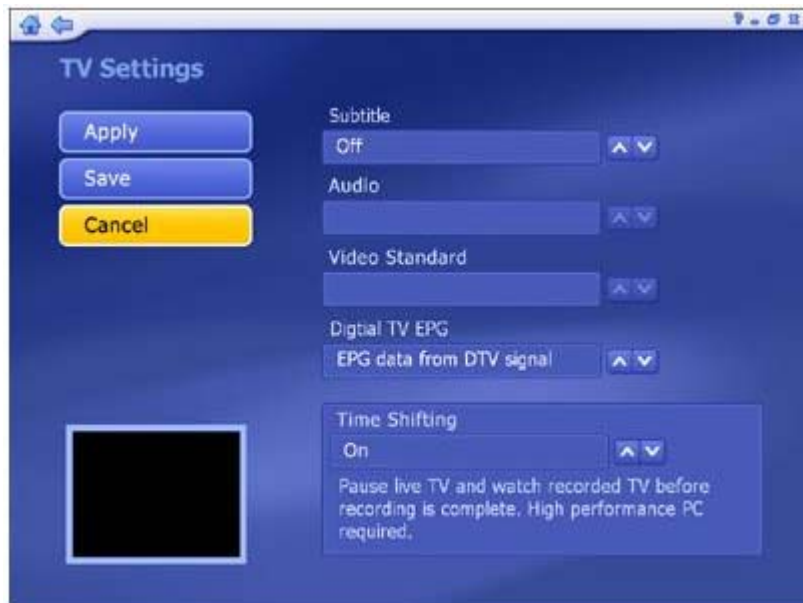 TV Settings
Apply
Save
Cancel
Subtitle
Off
Audio
Video Standard
Digtial TV EPG
EPG data from DTV signal
Time Shifting
On
Pause live TV and watch recorded TV before
recording is complete. High performance PC
required.